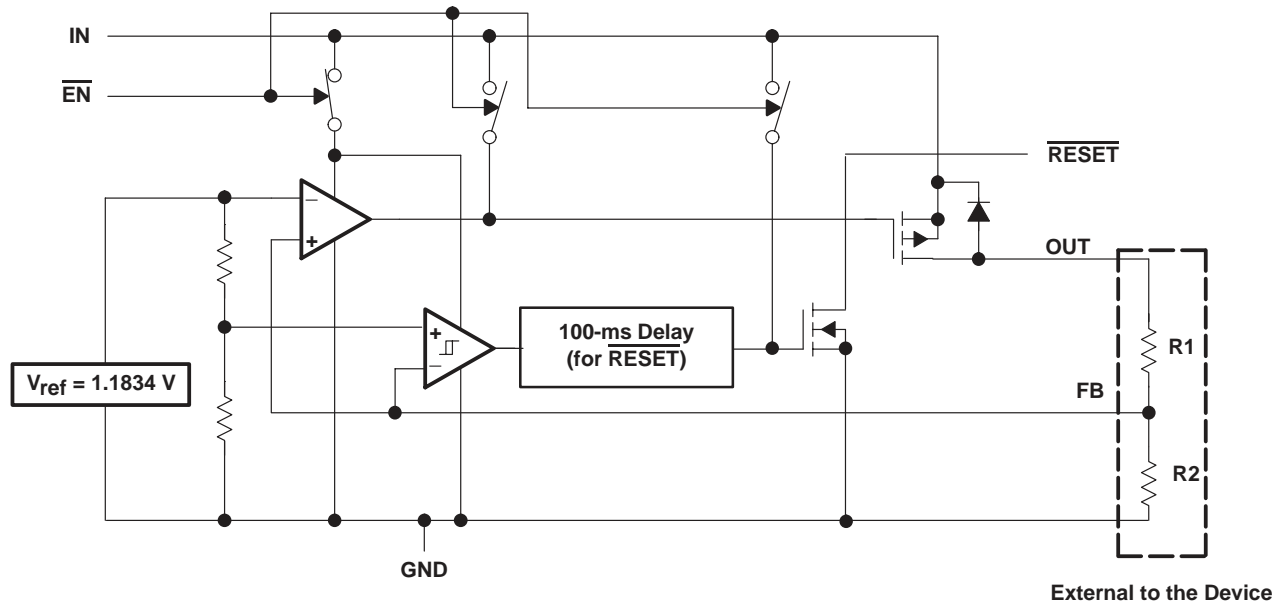 IN
EN
RESET
−
+
OUT
+
−
100-ms Delay
(for RESET)
R1
Vref = 1.1834 V
FB
R2
GND
External to the Device